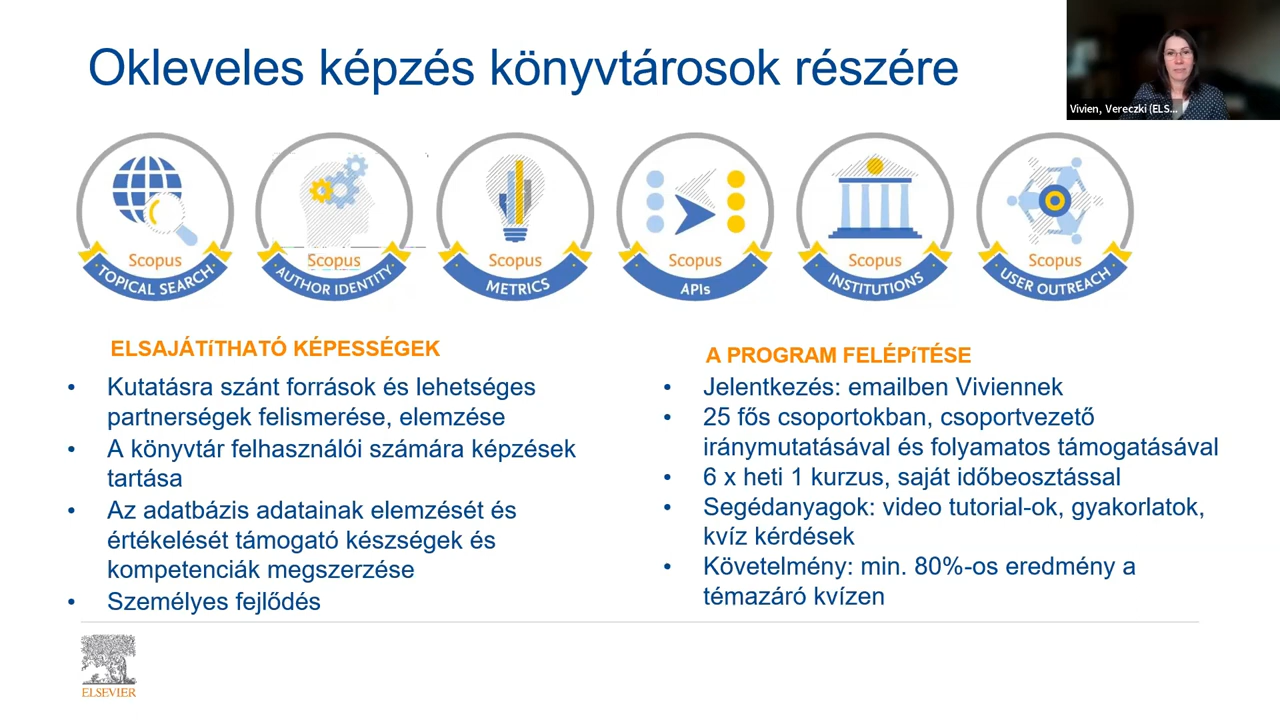 Okleveles képzés könyvtárosok részére
Vivien, Vereczki (ELS...
Scopus
TOPICAL SEARCH
Scopus
AUTHOR IDENTITY
Scopus
METRICS
Scopus
APIs
Scopus
INSTITUTIONS
Scopus
USER OUTREACH
ELSAJÁTíTHATÓ KÉPESSÉGEK
• Kutatásra szánt források és lehetséges
partnerségek felismerése, elemzése
• A könyvtár felhasználói számára képzések
tartása
• Az adatbázis adatainak elemzését és
értékelését támogató készségek és
kompetenciák megszerzése
• Személyes fejlődés
A PROGRAM FELÉPíTÉSE
• Jelentkezés: emailben Viviennek
• 25 fős csoportokban, csoportvezető
iránymutatásával és folyamatos támogatásával
• 6 x heti 1 kurzus, saját időbeosztással
• Segédanyagok: video tutorial-ok, gyakorlatok,
kvíz kérdések
• Követelmény: min. 80%-os eredmény a
témazáró kvízen
ELSEVIER